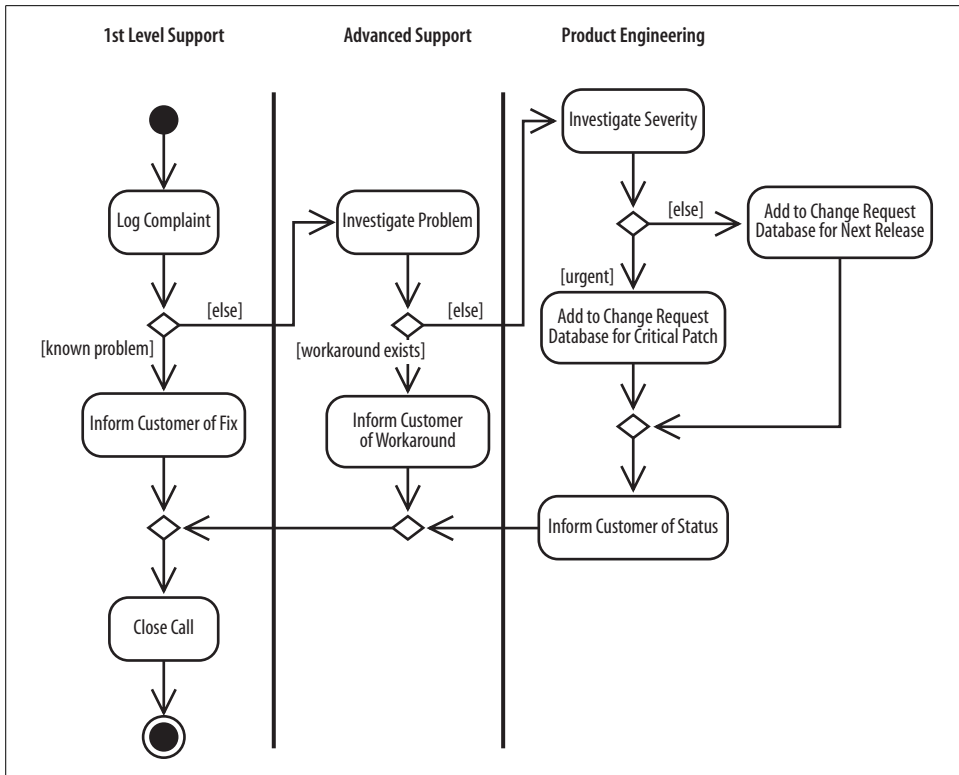 1st Level Support
Advanced Support
Product Engineering
Investigate Severity
Log Complaint
Investigate Problem
[else]
Add to Change Request
Database for Next Release
[urgent]
[else]
[else]
Add to Change Request
Database for Critical Patch
[known problem]
[workaround exists]
Inform Customer of Fix
Inform Customer
of Workaround
Inform Customer of Status
Close Call